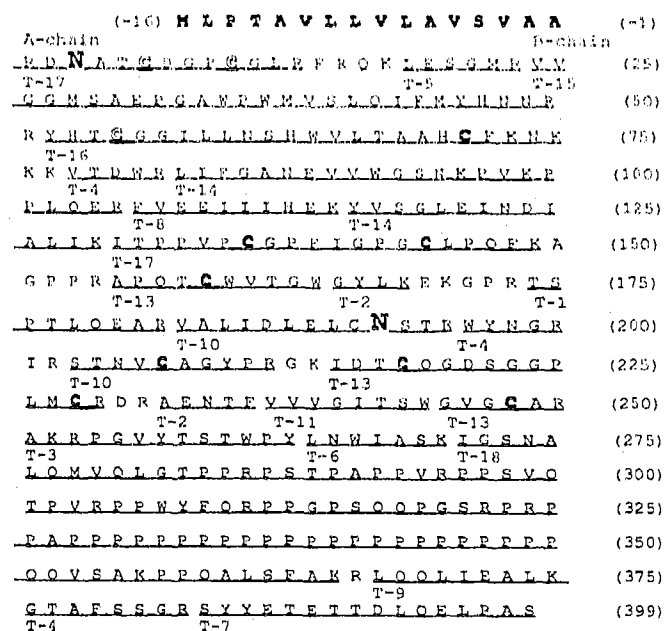 (-16) M L P T A V L L V L A V S V A A (-1)
A-chain B-chain
R D N A T C D G P C G L R F R Q K L E S G M R V V (25)
T-17 T-5 T-15
G G M S A E P G A W P W M V S L Q I F M Y H N N R (50)
R Y H T C G G I L L N S H W V L T A A H C F K N K (75)
T-16
K K V T D W R L I F G A N E V V W G S N K P V K P (100)
T-4 T-14
P L Q E R F V E E I I I H E K Y V S G L E I N D I (125)
T-8 T-14
A L I K I T P P V P C G P F I G P G C L P Q F K A (150)
T-17
G P P R A P Q T C W V T G W G Y L K E K G P R T S (175)
T-13 T-2 T-1
P T L Q E A R V A L I D L E L C N S T R W Y N G R (200)
T-10 T-4
I R S T N V C A G Y P R G K I D T C Q G D S G G P (225)
T-10 T-13
L M C R D R A E N T F V V V G I T S W G V G C A R (250)
T-2 T-11 T-13
A K R P G V Y T S T W P Y L N W I A S K I G S N A (275)
T-3 T-6 T-18
L Q M V Q L G T P P R P S T P A P P V R P P S V Q (300)
T P V R P P W Y F Q R P P G P S Q Q P G S R P R P (325)
P A P P P P P P P P P P P P P P P P P P P P P P P (350)
Q Q V S A K P P Q A L S F A K R L Q Q L I E A L K (375)
T-9
G T A F S S G R S Y Y E T E T T D L Q E L P A S (399)
T-4 T-7